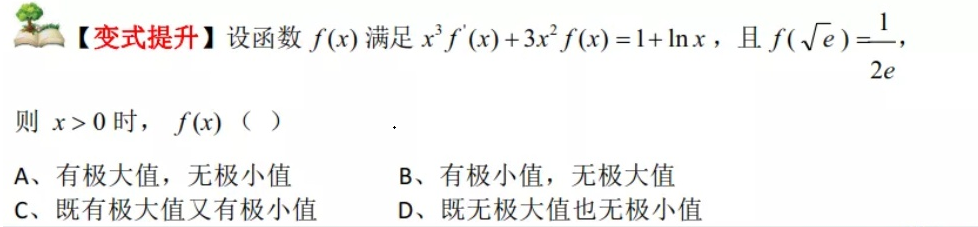 【变式提升】设函数 f(x) 满足 x³f'(x)+3x²f(x)=1+ln x，且 f(√e)=1/2e，
则 x>0 时， f(x) （ ）
A、有极大值，无极小值 B、有极小值，无极大值
C、既有极大值又有极小值 D、既无极大值也无极小值